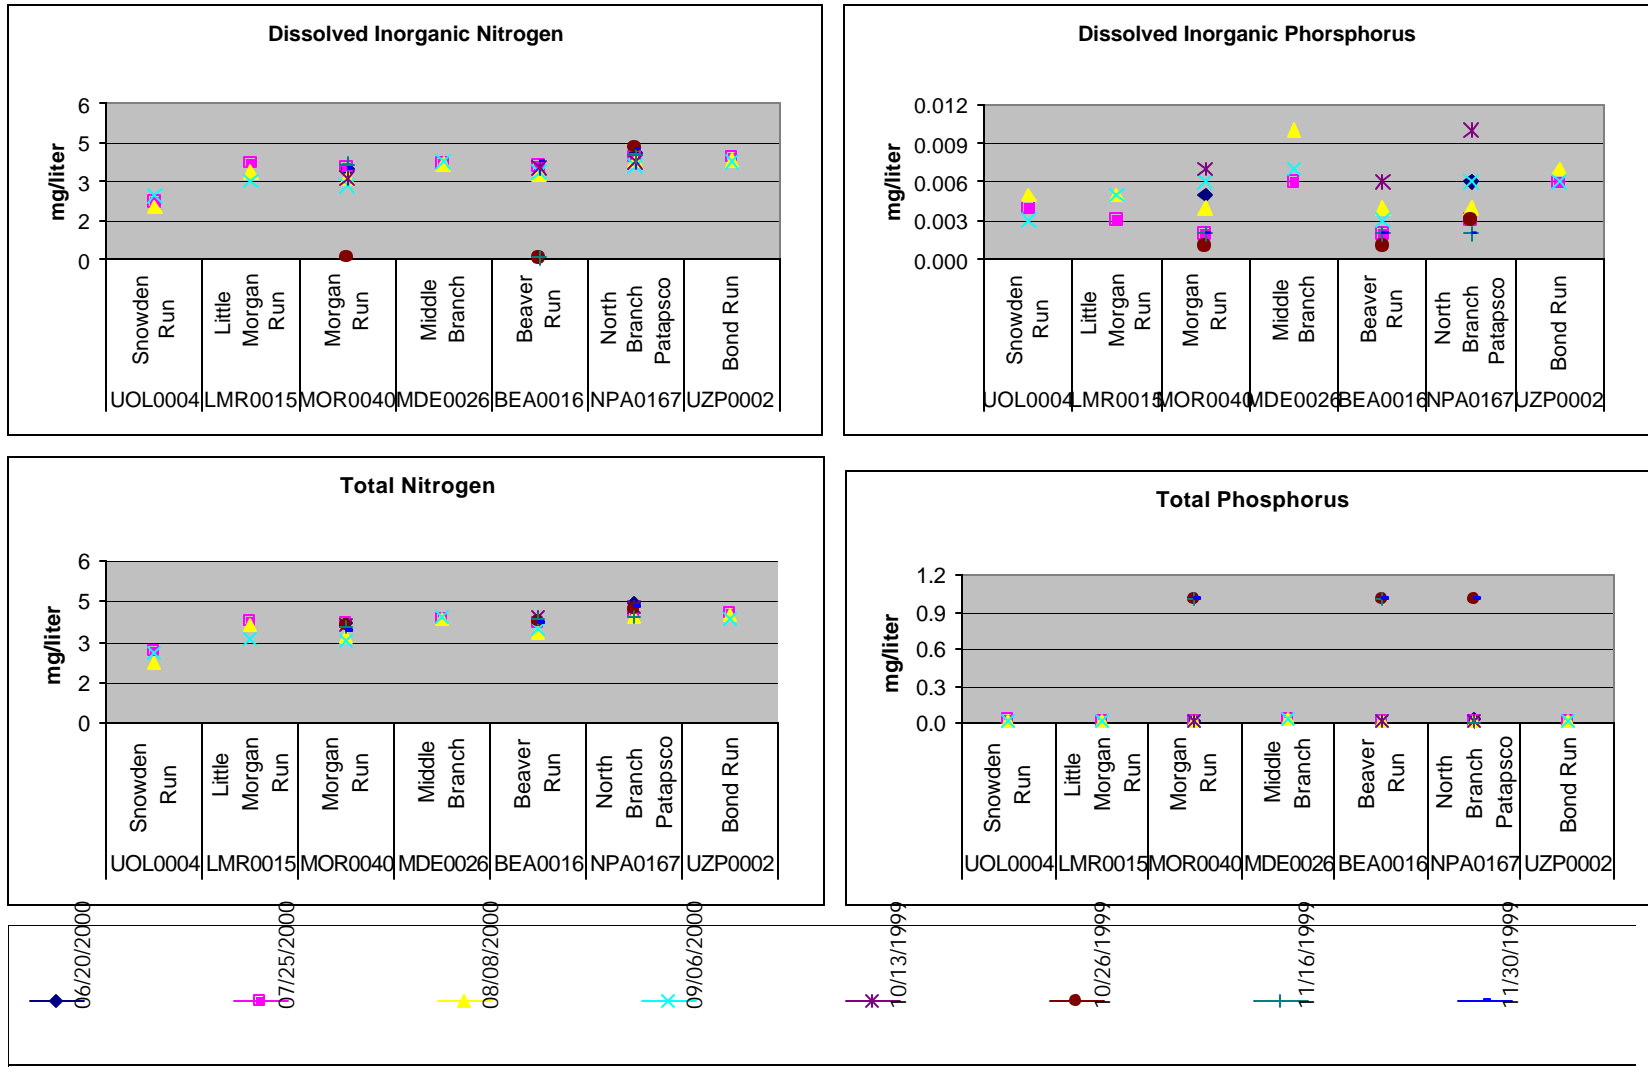 Dissolved Inorganic Nitrogen
mg/liter
6
5
3
2
0
Snowden
Run
Little
Morgan
Run
Morgan
Run
Middle
Branch
Beaver
Run
North
Branch
Patapsco
Bond Run
UOL0004 LMR0015 MOR0040 MDE0026 BEA0016 NPA0167 UZP0002
Dissolved Inorganic Phorsphorus
mg/liter
0.012
0.009
0.006
0.003
0.000
Snowden
Run
Little
Morgan
Run
Morgan
Run
Middle
Branch
Beaver
Run
North
Branch
Patapsco
Bond Run
UOL0004 LMR0015 MOR0040 MDE0026 BEA0016 NPA0167 UZP0002
Total Nitrogen
mg/liter
6
5
3
2
0
Snowden
Run
Little
Morgan
Run
Morgan
Run
Middle
Branch
Beaver
Run
North
Branch
Patapsco
Bond Run
UOL0004 LMR0015 MOR0040 MDE0026 BEA0016 NPA0167 UZP0002
Total Phosphorus
mg/liter
1.2
0.9
0.6
0.3
0.0
Snowden
Run
Little
Morgan
Run
Morgan
Run
Middle
Branch
Beaver
Run
North
Branch
Patapsco
Bond Run
UOL0004 LMR0015 MOR0040 MDE0026 BEA0016 NPA0167 UZP0002
06/20/2000
07/25/2000
08/08/2000
09/06/2000
10/13/1999
10/26/1999
11/16/1999
11/30/1999